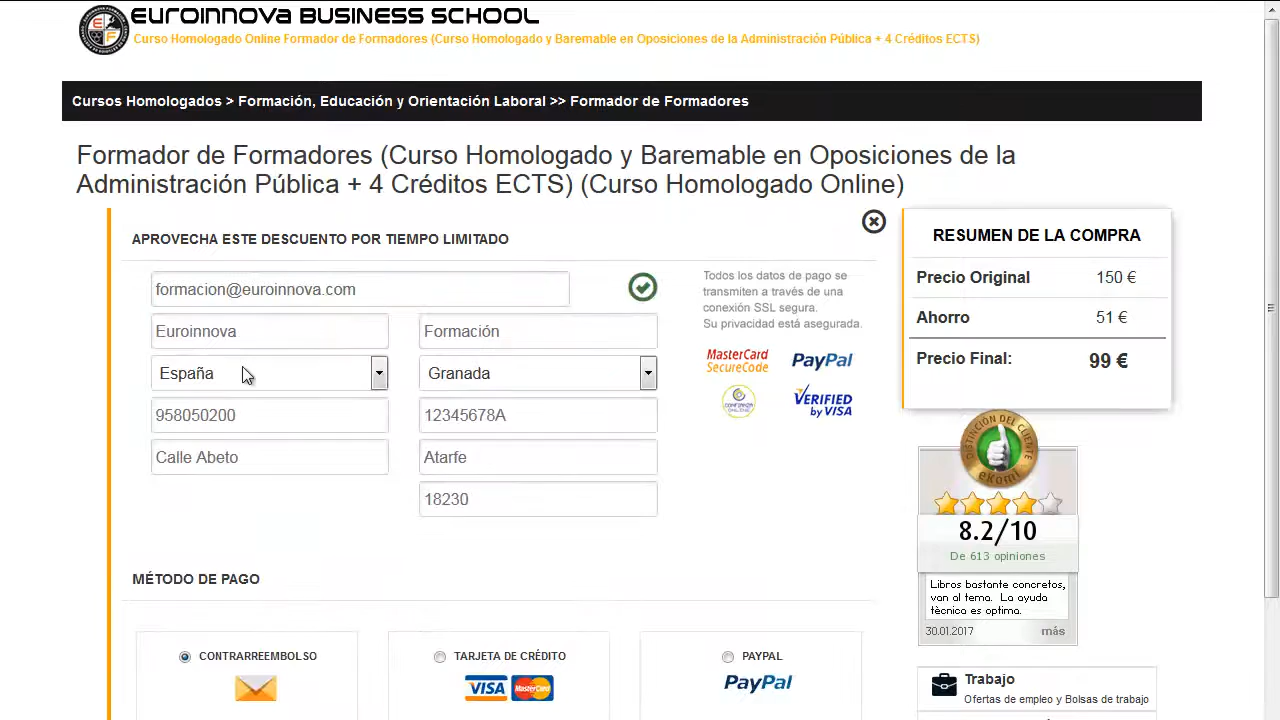 EUROINNOVA BUSINESS SCHOOL
Curso Homologado Online Formador de Formadores (Curso Homologado y Baremable en Oposiciones de la Administración Pública + 4 Créditos ECTS)
Cursos Homologados > Formación, Educación y Orientación Laboral >> Formador de Formadores
Formador de Formadores (Curso Homologado y Baremable en Oposiciones de la
Administración Pública + 4 Créditos ECTS) (Curso Homologado Online)
APROVECHA ESTE DESCUENTO POR TIEMPO LIMITADO
formacion@euroinnova.com
Euroinnova
Formación
España
Granada
958050200
12345678A
Calle Abeto
Atarfe
18230
Todos los datos de pago se
transmiten a través de una
conexión SSL segura.
Su privacidad está asegurada.
MasterCard
SecureCode
PayPal
CONFIANZA
ONLINE
VERIFIED
by VISA
RESUMEN DE LA COMPRA
Precio Original 150 €
Ahorro 51 €
Precio Final: 99 €
DISTINCIÓN DEL CLIENTE
eKomi
8.2/10
De 613 opiniones
Libros bastante concretos,
van al tema. La ayuda
tècnica es optima.
30.01.2017 más
MÉTODO DE PAGO
CONTRARREEMBOLSO
TARJETA DE CRÉDITO
VISA MasterCard
PAYPAL
PayPal
Trabajo
Ofertas de empleo y Bolsas de trabajo